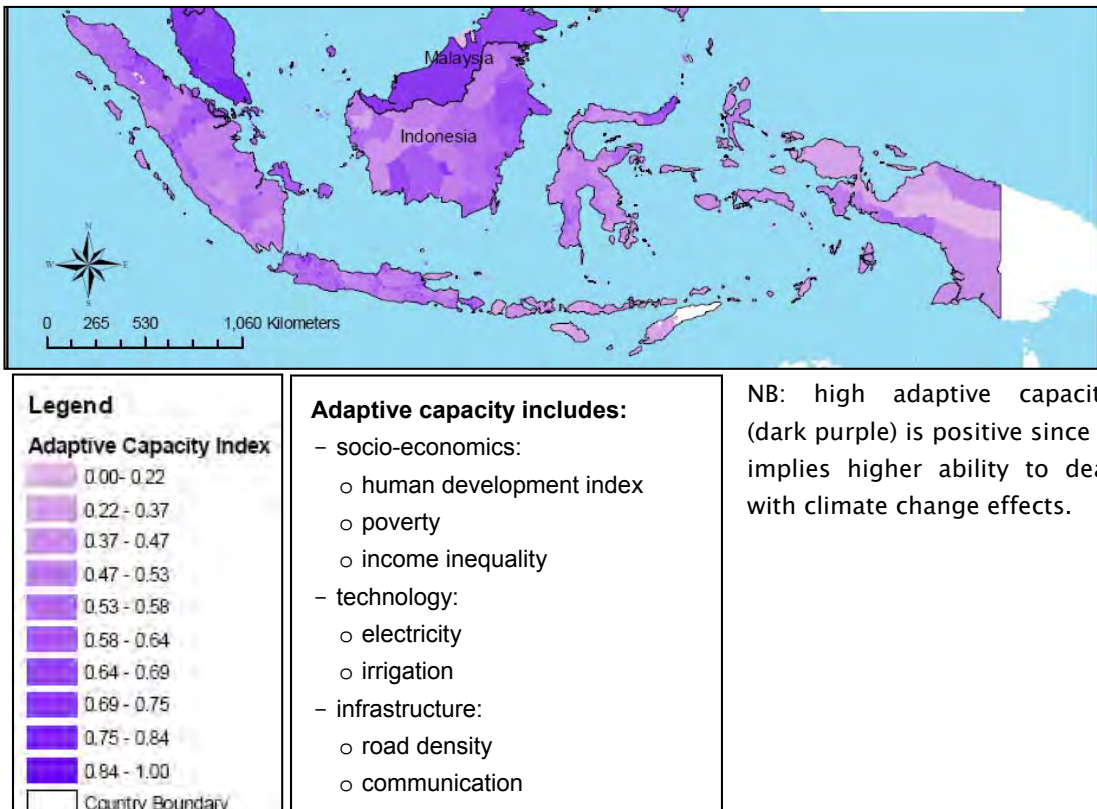 Malaysia
Indonesia
N
W
E
S
0 265 530 1,060 Kilometers
Legend
Adaptive Capacity Index
0.00- 0.22
0.22 - 0.37
0.37 - 0.47
0.47 - 0.53
0.53 - 0.58
0.58 - 0.64
0.64 - 0.69
0.69 - 0.75
0.75 - 0.84
0.84 - 1.00
Country Boundary
Adaptive capacity includes:
– socio-economics:
o human development index
o poverty
o income inequality
– technology:
o electricity
o irrigation
– infrastructure:
o road density
o communication
NB: high adaptive capacit
(dark purple) is positive since
implies higher ability to dea
with climate change effects.